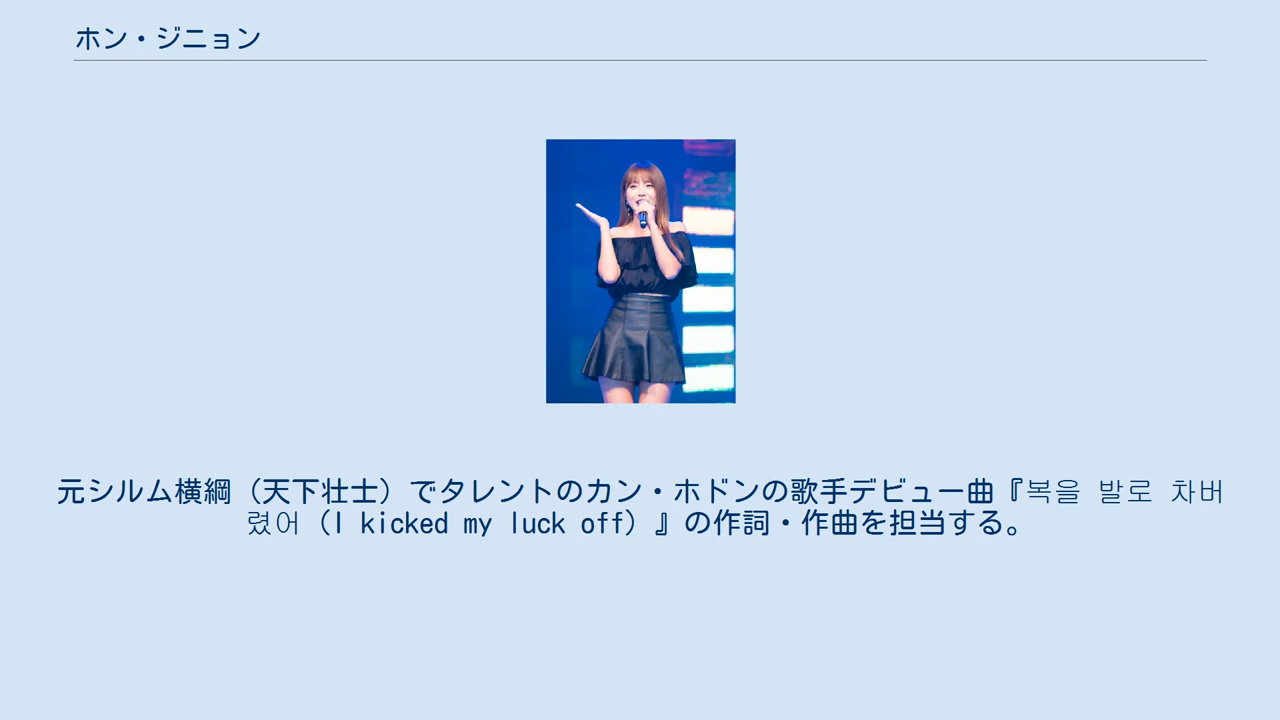 ホン・ジニョン
元シルム横綱（天下壮士）でタレントのカン・ホドンの歌手デビュー曲『복을 발로 차버
렸어（I kicked my luck off）』の作詞・作曲を担当する。